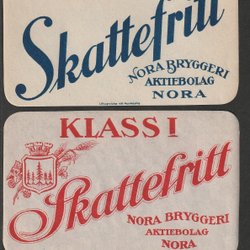 Skattefritt
NORA BRYGGERI
AKTIEBOLAG
NORA
KLASS I
Skattefritt
NORA BRYGGERI
AKTIEBOLAG
NORA